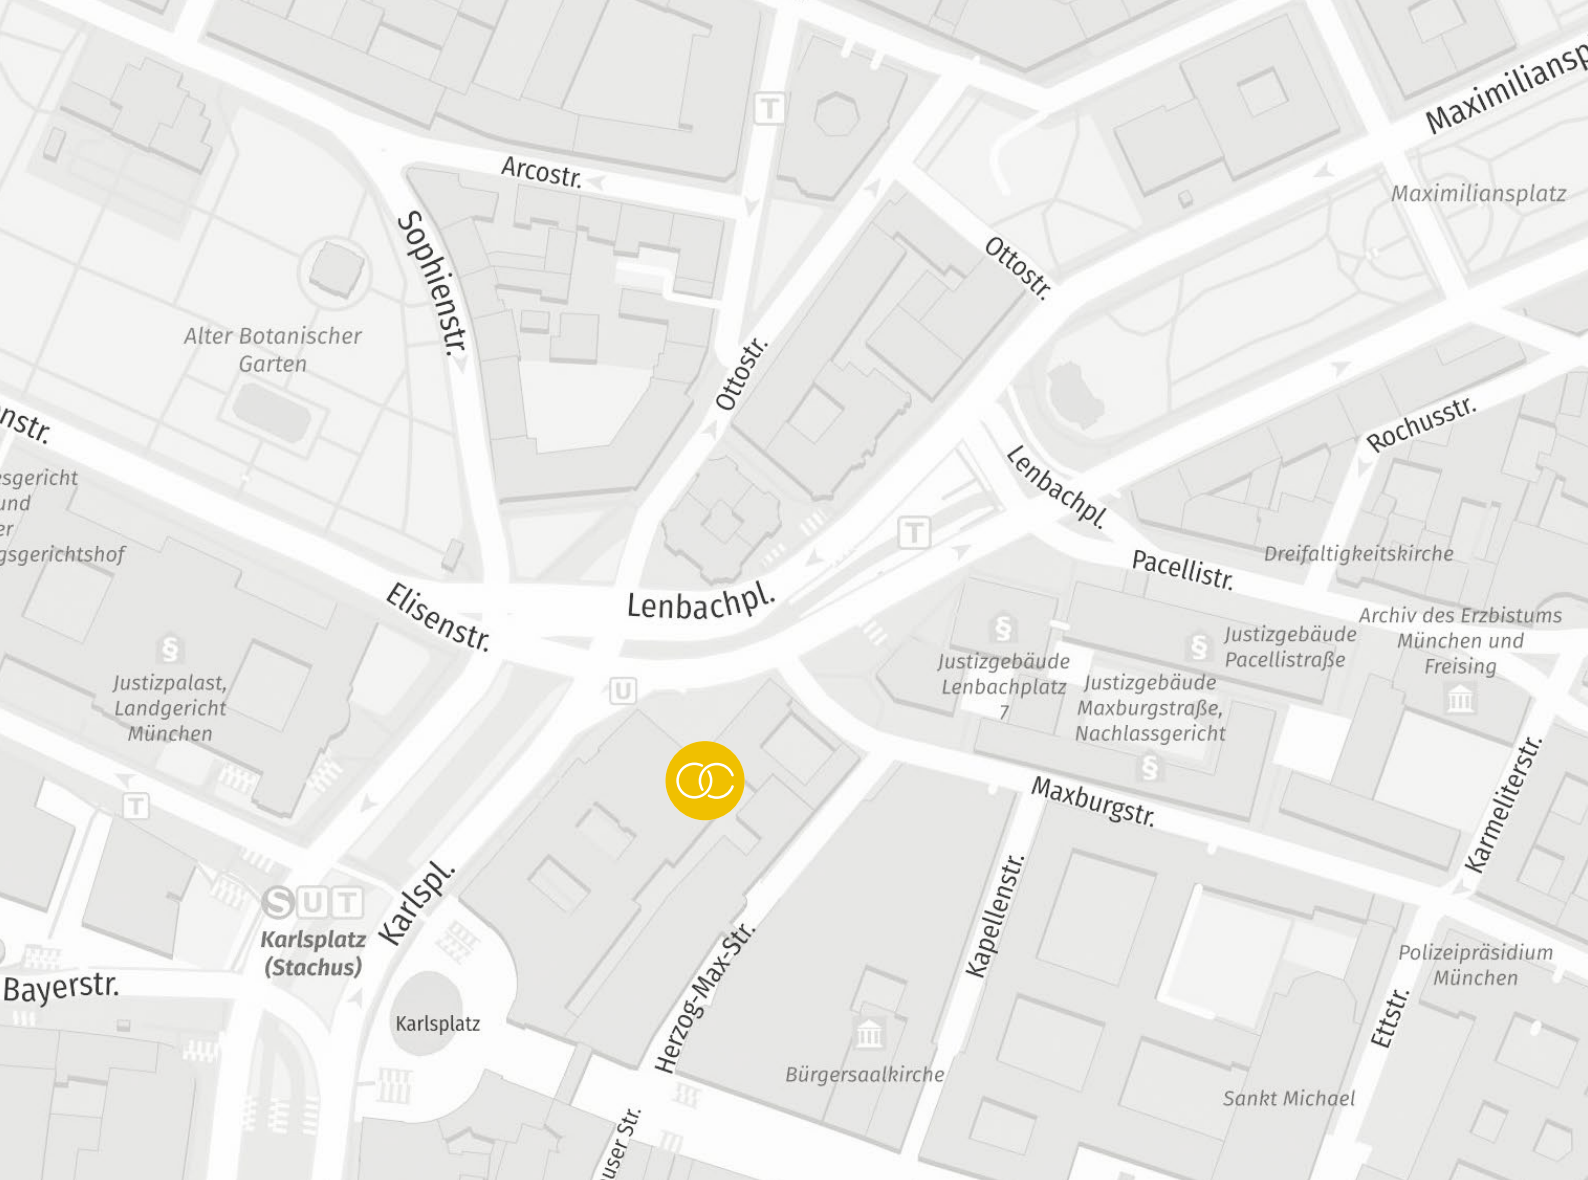 Maximiliansp
T
Arcostr.
Maximiliansplatz
Sophienstr.
Ottostr.
Alter Botanischer
Garten
Ottostr.
nstr.
Rochusstr.
esgericht
und
er
gsgerichtshof
Lenbachpl.
T
Dreifaltigkeitskirche
Pacellistr.
Elisenstr.
Lenbachpl.
Archiv des Erzbistums
München und
Freising
§
Justizgebäude
Lenbachplatz
7
§
Justizgebäude
Pacellistraße
§
Justizpalast,
Landgericht
München
U
Justizgebäude
Maxburgstraße,
Nachlassgericht
§
Maxburgstr.
Karmeliterstr.
T
Karlspl.
SUT
Karlsplatz
(Stachus)
Kapellenstr.
Herzog-Max-Str.
Polizeipräsidium
München
Bayerstr.
Karlsplatz
Ettstr.
Bürgersaalkirche
Sankt Michael
user Str.